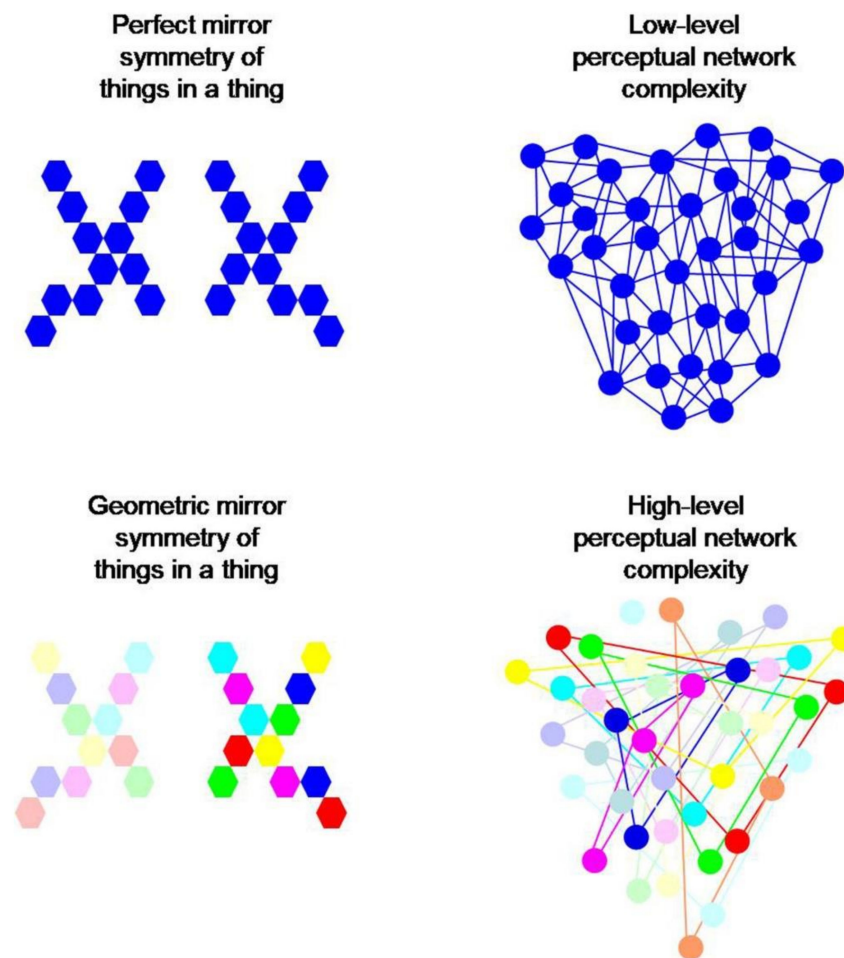 Perfect mirror
symmetry of
things in a thing
Low-level
perceptual network
complexity
Geometric mirror
symmetry of
things in a thing
High-level
perceptual network
complexity